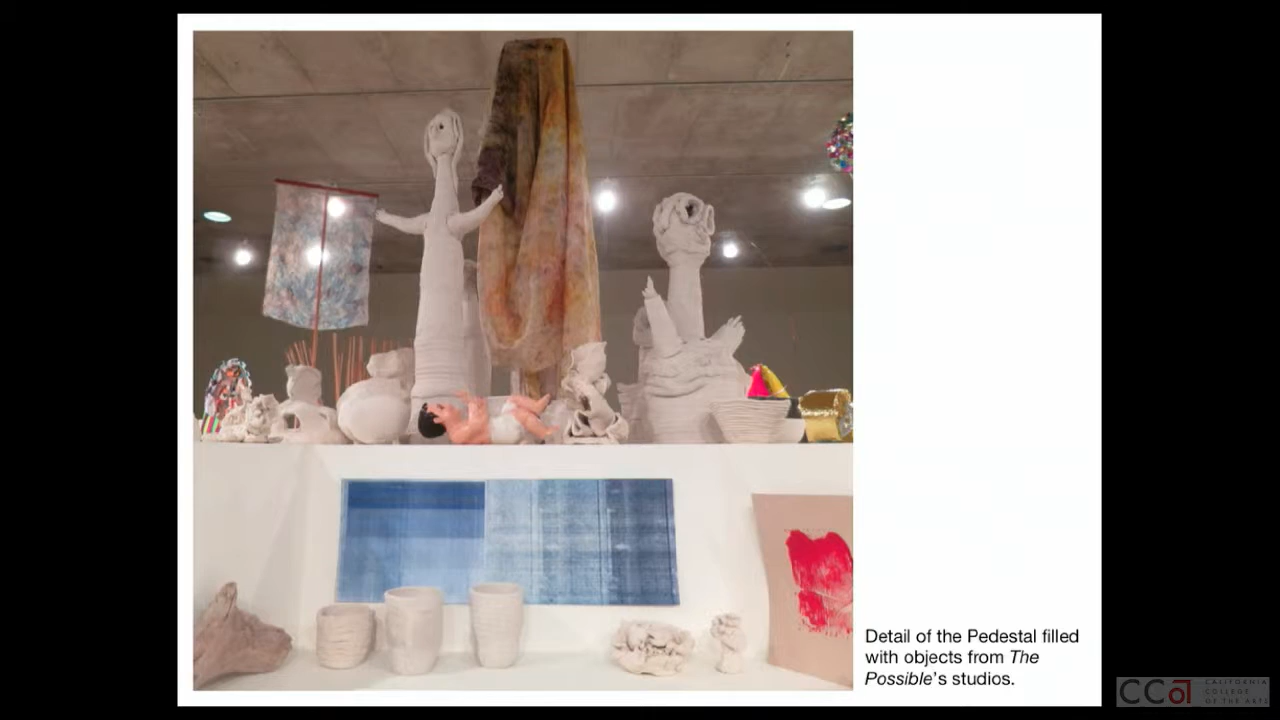 Detail of the Pedestal filled
with objects from The
Possible's studios.
CCA
CALIFORNIA
COLLEGE
OF THE ARTS